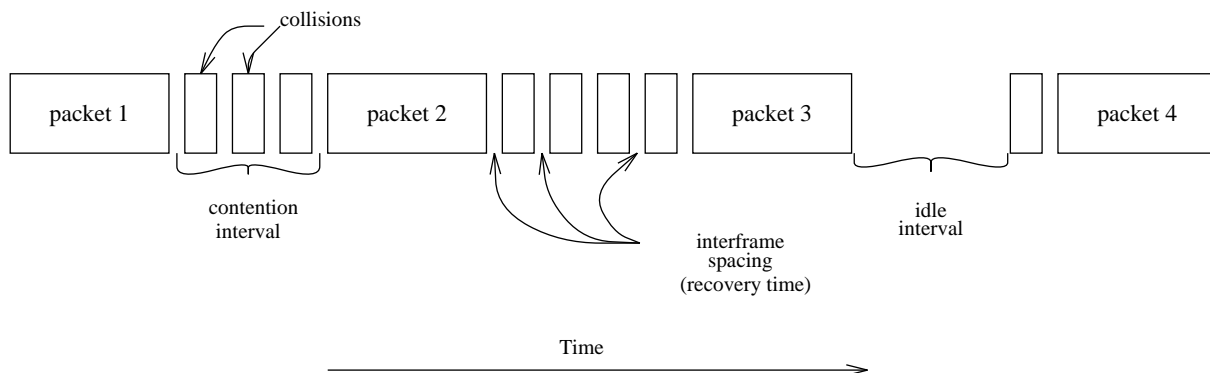 collisions
packet 1
packet 2
packet 3
packet 4
contention
interval
idle
interval
interframe
spacing
(recovery time)
Time